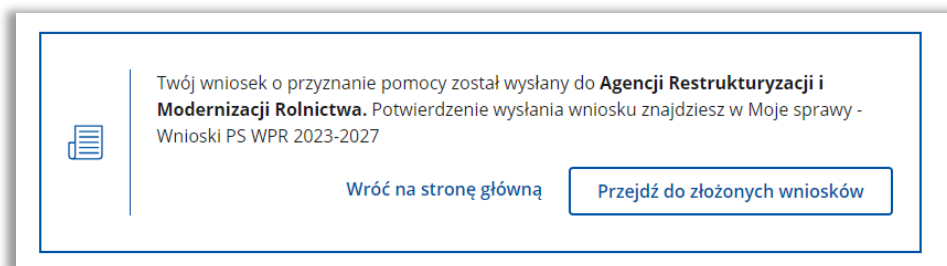 Twój wniosek o przyznanie pomocy został wysłany do Agencji Restrukturyzacji i
Modernizacji Rolnictwa. Potwierdzenie wysłania wniosku znajdziesz w Moje sprawy -
Wnioski PS WPR 2023-2027
Wróć na stronę główną Przejdź do złożonych wniosków